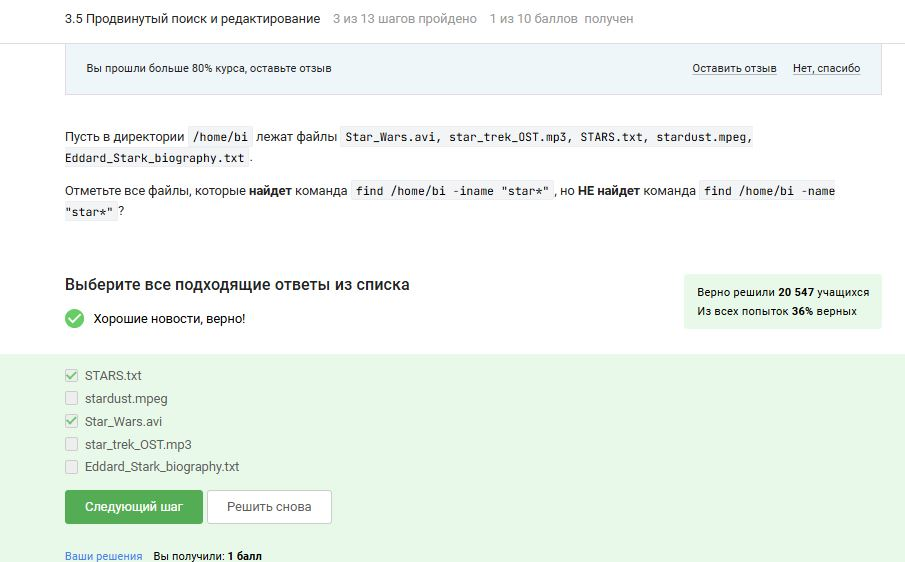 3.5 Продвинутый поиск и редактирование 3 из 13 шагов пройдено 1 из 10 баллов получен
Вы прошли больше 80% курса, оставьте отзыв Оставить отзыв Нет, спасибо
Пусть в директории /home/bi лежат файлы Star_Wars.avi, star_trek_OST.mp3, STARS.txt, stardust.mpeg,
Eddard_Stark_biography.txt.
Отметьте все файлы, которые найдет команда find /home/bi -iname "star*", но НЕ найдет команда find /home/bi -name
"star*"?
Выберите все подходящие ответы из списка
Верно решили 20 547 учащихся
Из всех попыток 36% верных
Хорошие новости, верно!
STARS.txt
stardust.mpeg
Star_Wars.avi
star_trek_OST.mp3
Eddard_Stark_biography.txt
Следующий шаг Решить снова
Ваши решения Вы получили: 1 балл